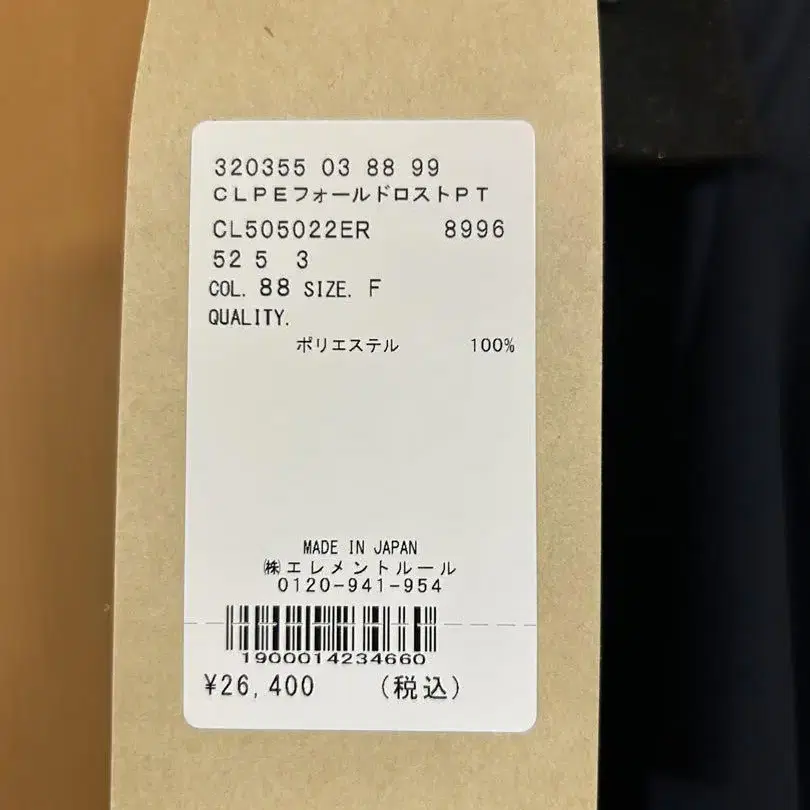 320355 03 88 99
CLPEフォールドロストPT
CL505022ER 8996
52 5 3
COL. 88 SIZE. F
QUALITY.
ポリエステル 100%
MADE IN JAPAN
㈱エレメントルール
0120-941-954
1900014234660
¥26,400 (税込)